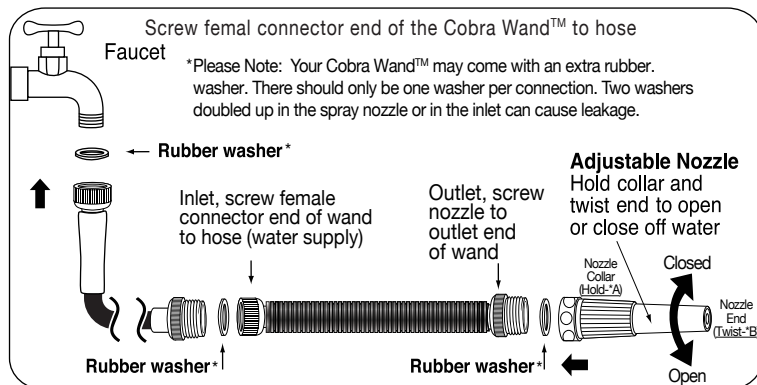 Screw femal connector end of the Cobra Wand™ to hose
Faucet
*Please Note: Your Cobra Wand™ may come with an extra rubber.
washer. There should only be one washer per connection. Two washers
doubled up in the spray nozzle or in the inlet can cause leakage.
Rubber washer*
Adjustable Nozzle
Hold collar and
twist end to open
or close off water
Inlet, screw female
connector end of wand
to hose (water supply)
Outlet, screw
nozzle to
outlet end
of wand
Nozzle
Collar
(Hold-*A)
Closed
Nozzle
End
(Twist-*B)
Rubber washer*
Rubber washer*
Open